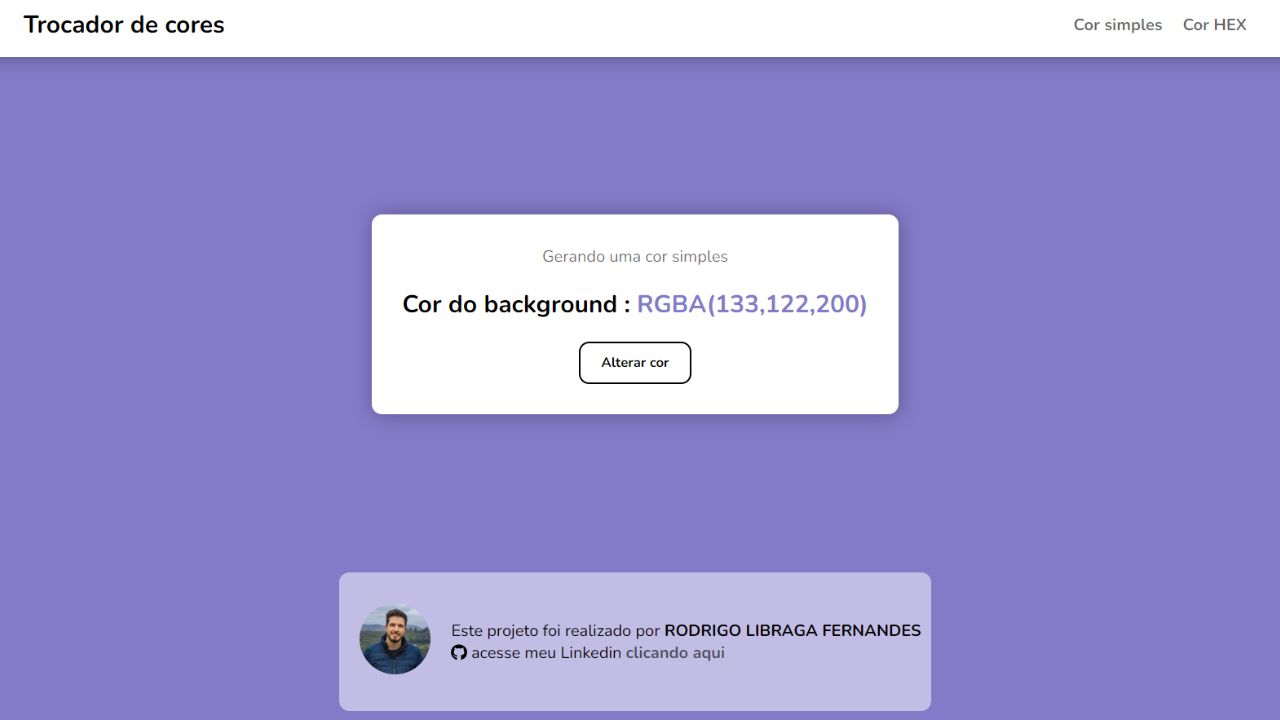 Trocador de cores
Cor simples
Cor HEX
Gerando uma cor simples
Cor do background : RGBA(133,122,200)
Alterar cor
Este projeto foi realizado por RODRIGO LIBRAGA FERNANDES
acesse meu Linkedin clicando aqui